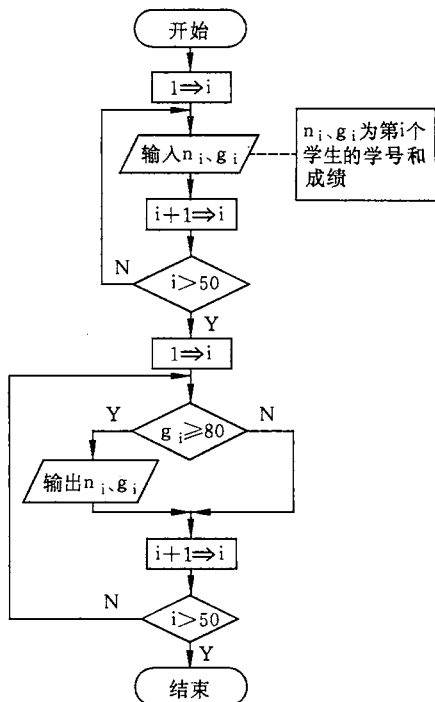 开始
1⇒i
输入nᵢ、gᵢ
nᵢ、gᵢ为第i个
学生的学号和
成绩
i+1⇒i
N
i>50
Y
1⇒i
Y
gᵢ≥80
N
输出nᵢ、gᵢ
i+1⇒i
N
i>50
Y
结束